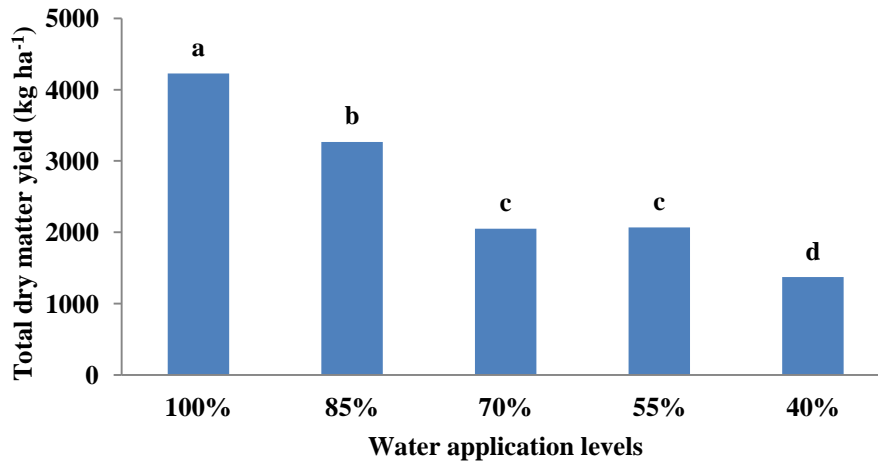 Total dry matter yield (kg ha-1)
5000
4000
3000
2000
1000
0
a
b
c
c
d
100%
85%
70%
55%
40%
Water application levels